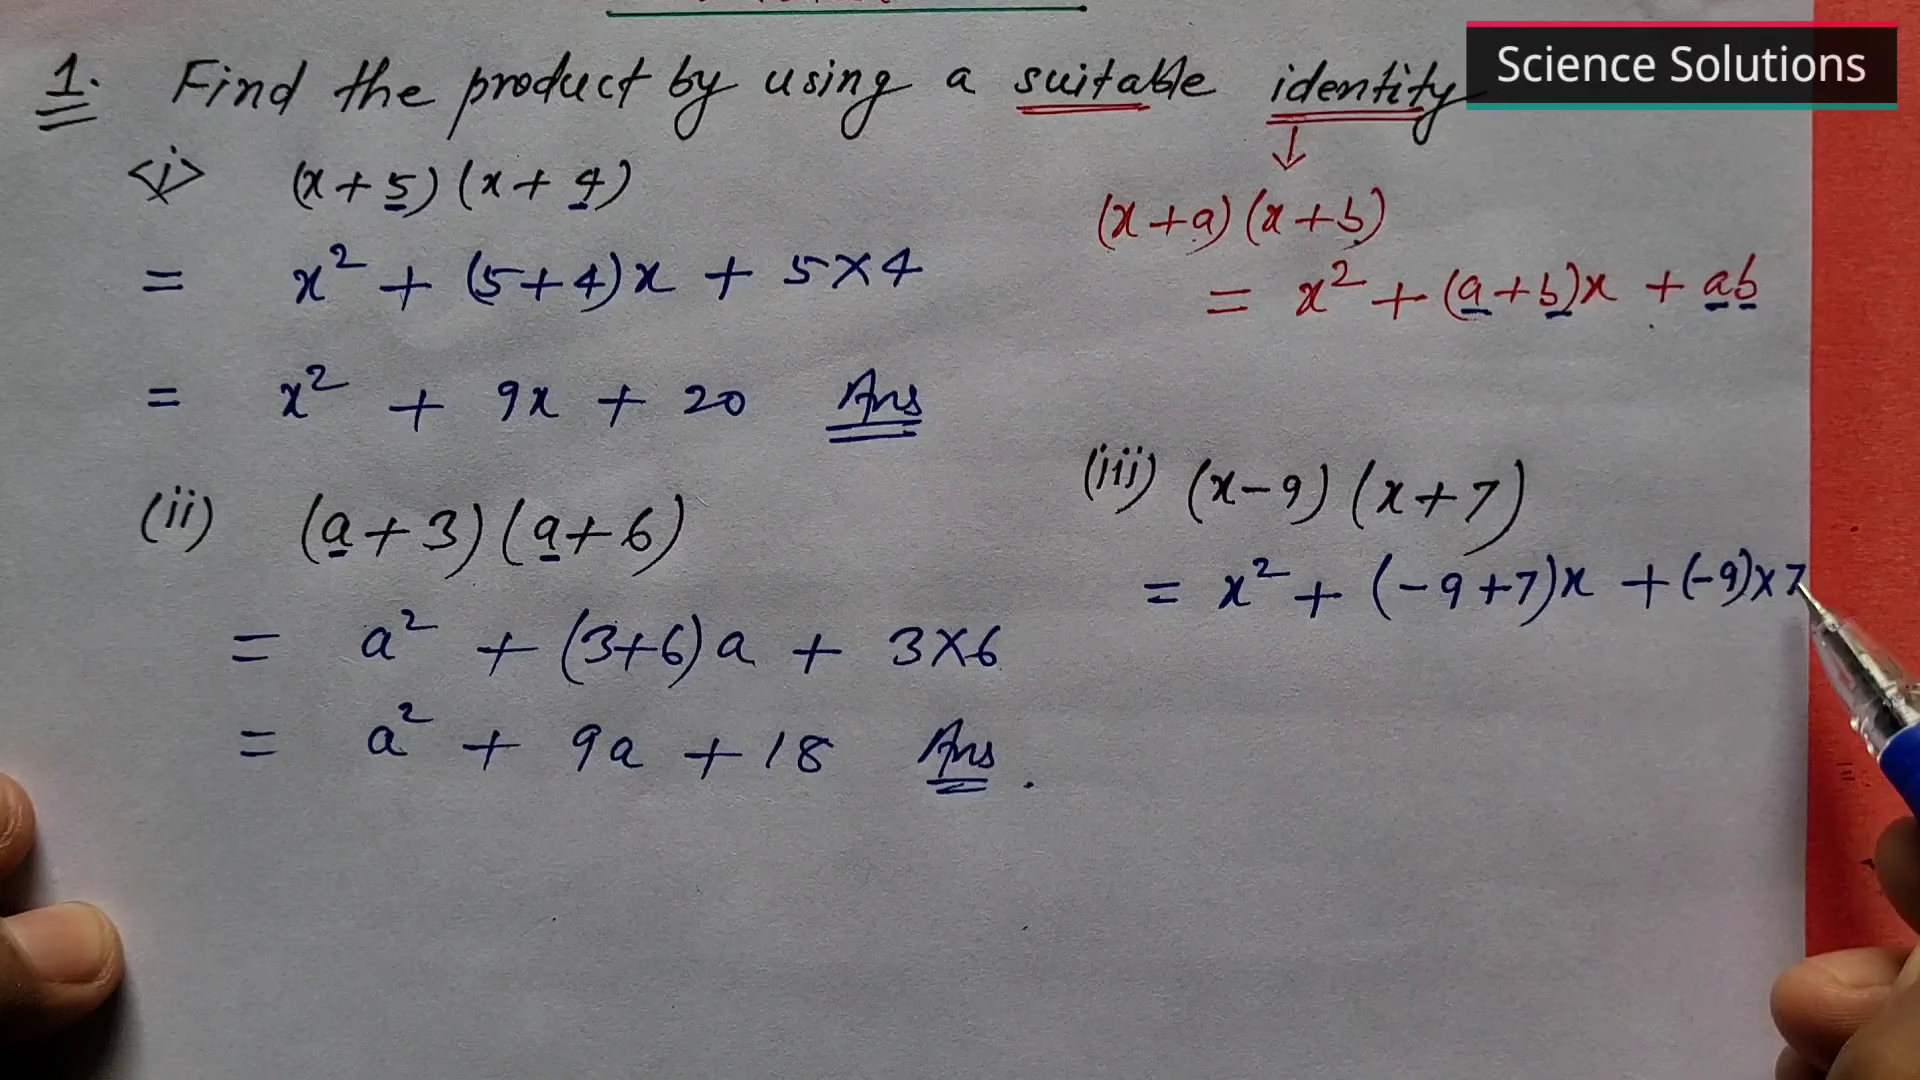 Science Solutions
1. Find the product by using a suitable identity
<i> (x + 5) (x + 4)
= x² + (5+4)x + 5×4
= x² + 9x + 20 Ans
(x+a) (x+b)
= x² + (a+b)x + ab
(ii) (a + 3) (a + 6)
= a² + (3+6)a + 3×6
= a² + 9a + 18 Ans.
(iii) (x-9) (x+7)
= x² + (-9+7)x + (-9)×7